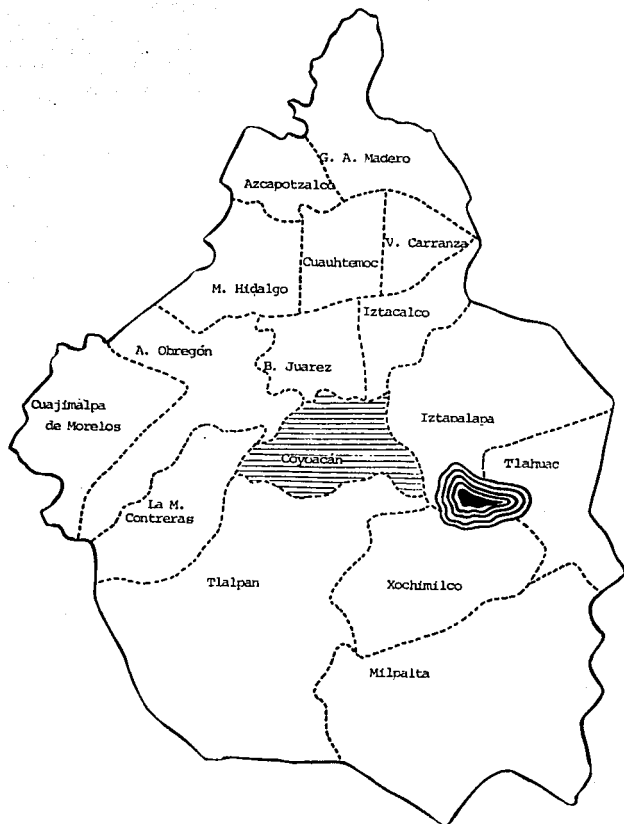 G. A. Madero
Azcapotzalco
V. Carranza
Cuauhtemoc
M. Hidalgo
Iztacalco
A. Obregón
B. Juarez
Cuajimalpa
de Morelos
Iztapalapa
Coyoacán
Tlahuac
La M.
Contreras
Tlalpan
Xochimilco
Milpalta